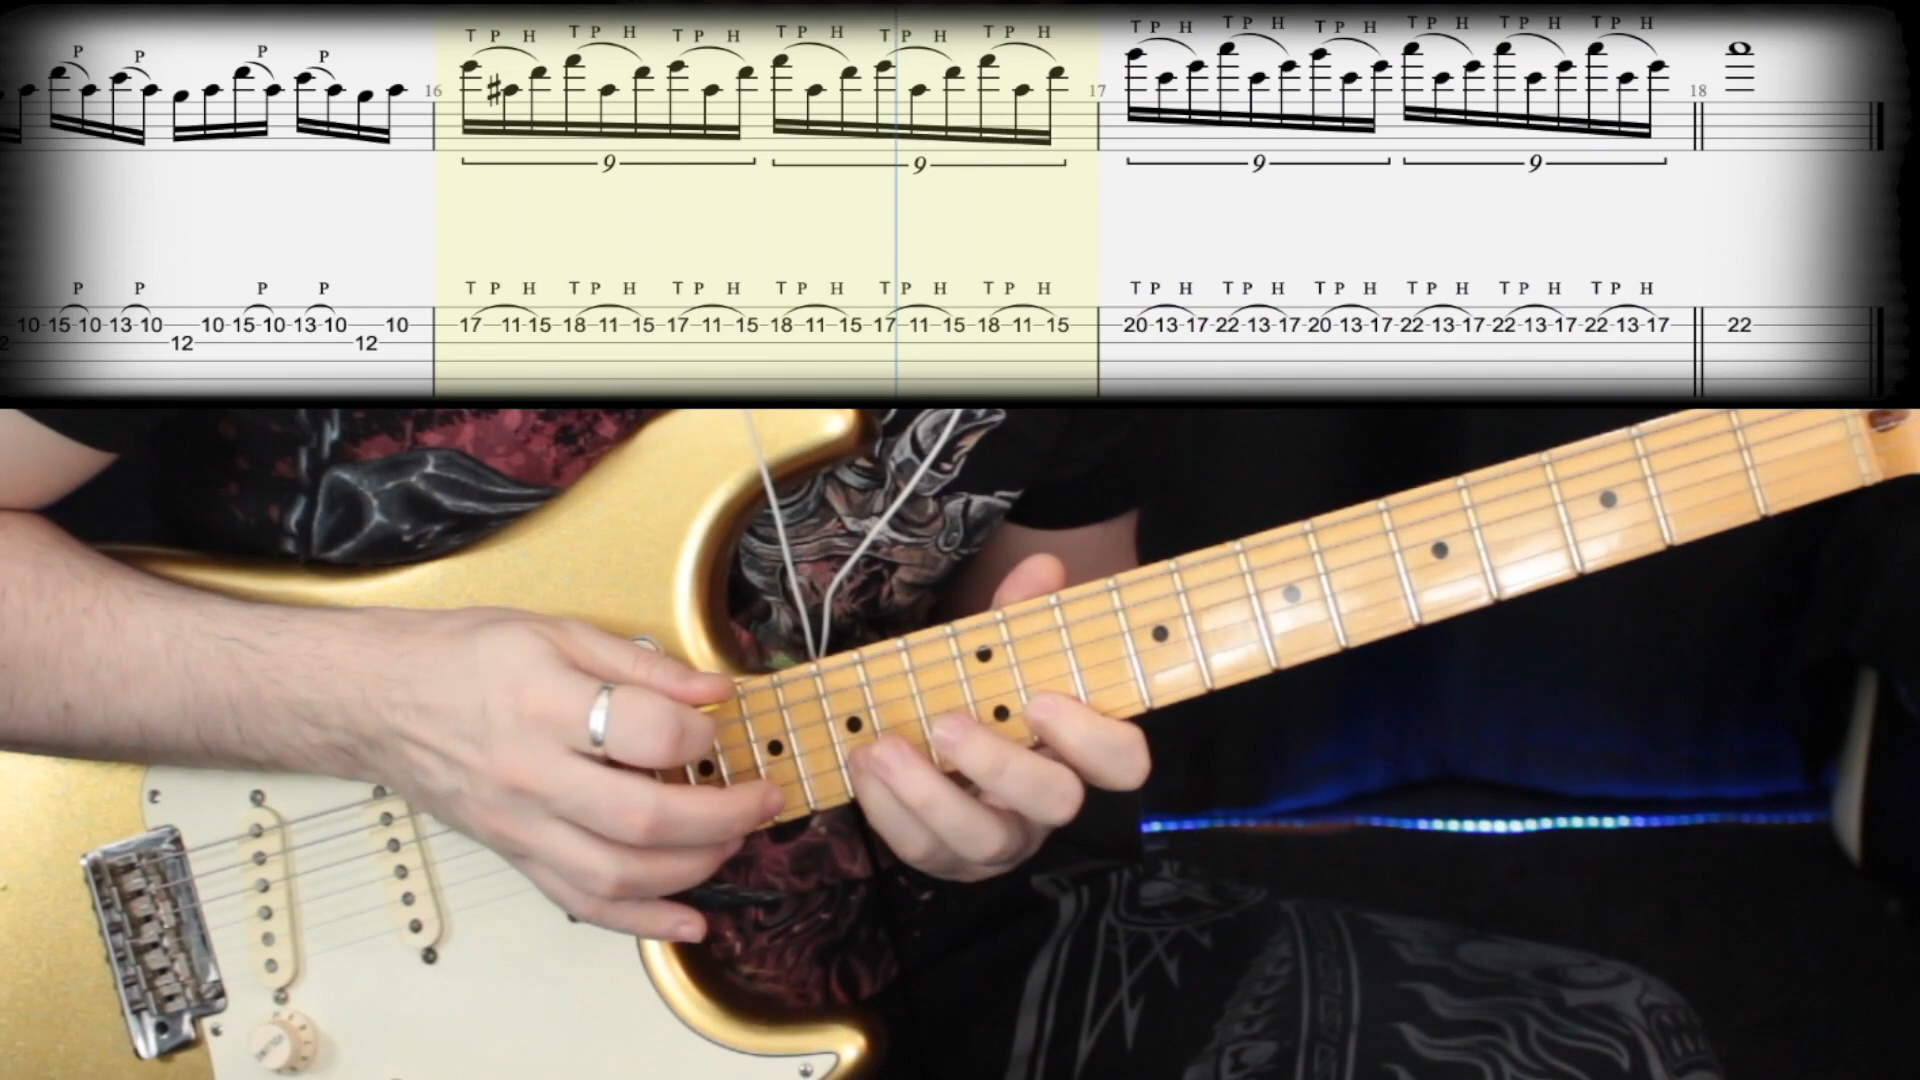 T P H T P H T P H T P H T P H T P H T P H T P H T P H T P H T P H T P H
P P P P
16 17 18
9 9 9 9
P P P P T P H T P H T P H T P H T P H T P H T P H T P H T P H T P H T P H T P H
10 15 10 13 10 10 15 10 13 10 10 17 11 15 18 11 15 17 11 15 18 11 15 17 11 15 18 11 15 20 13 17 22 13 17 20 13 17 22 13 17 22 13 17 22 13 17 22
12 12
VOLUME